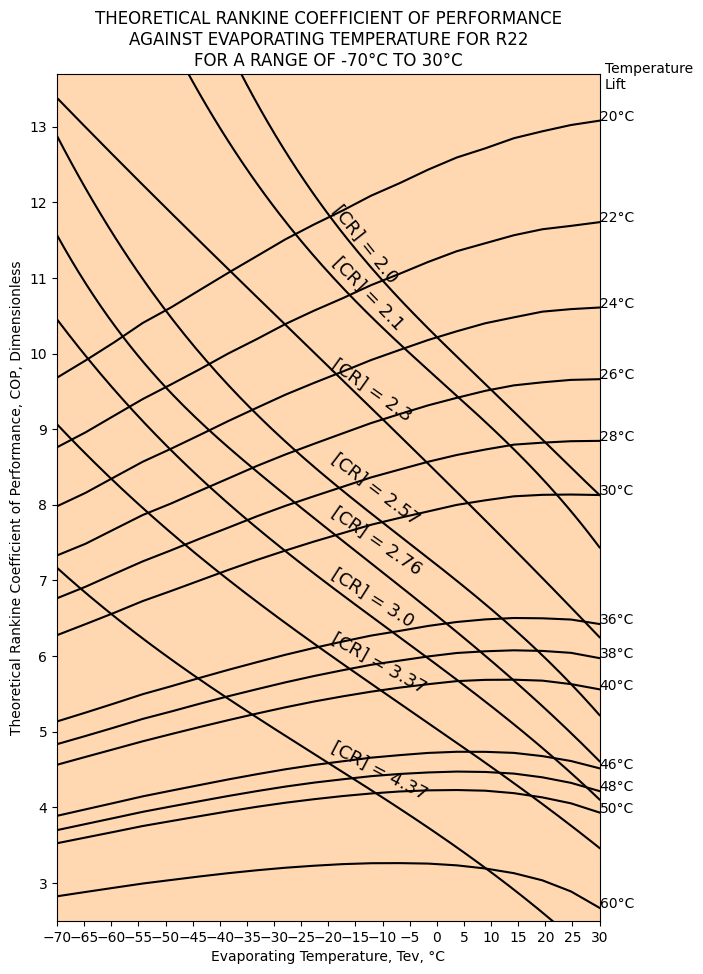 THEORETICAL RANKINE COEFFICIENT OF PERFORMANCE
AGAINST EVAPORATING TEMPERATURE FOR R22
FOR A RANGE OF -70°C TO 30°C
Temperature
Lift
Theoretical Rankine Coefficient of Performance, COP, Dimensionless
13
12
11
10
9
8
7
6
5
4
3
[CR] = 2.0
[CR] = 2.1
[CR] = 2.3
[CR] = 2.57
[CR] = 2.76
[CR] = 3.0
[CR] = 3.37
[CR] = 4.37
20°C
22°C
24°C
26°C
28°C
30°C
36°C
38°C
40°C
46°C
48°C
50°C
60°C
−70 −65 −60 −55 −50 −45 −40 −35 −30 −25 −20 −15 −10 −5 0 5 10 15 20 25 30
Evaporating Temperature, Tev, °C